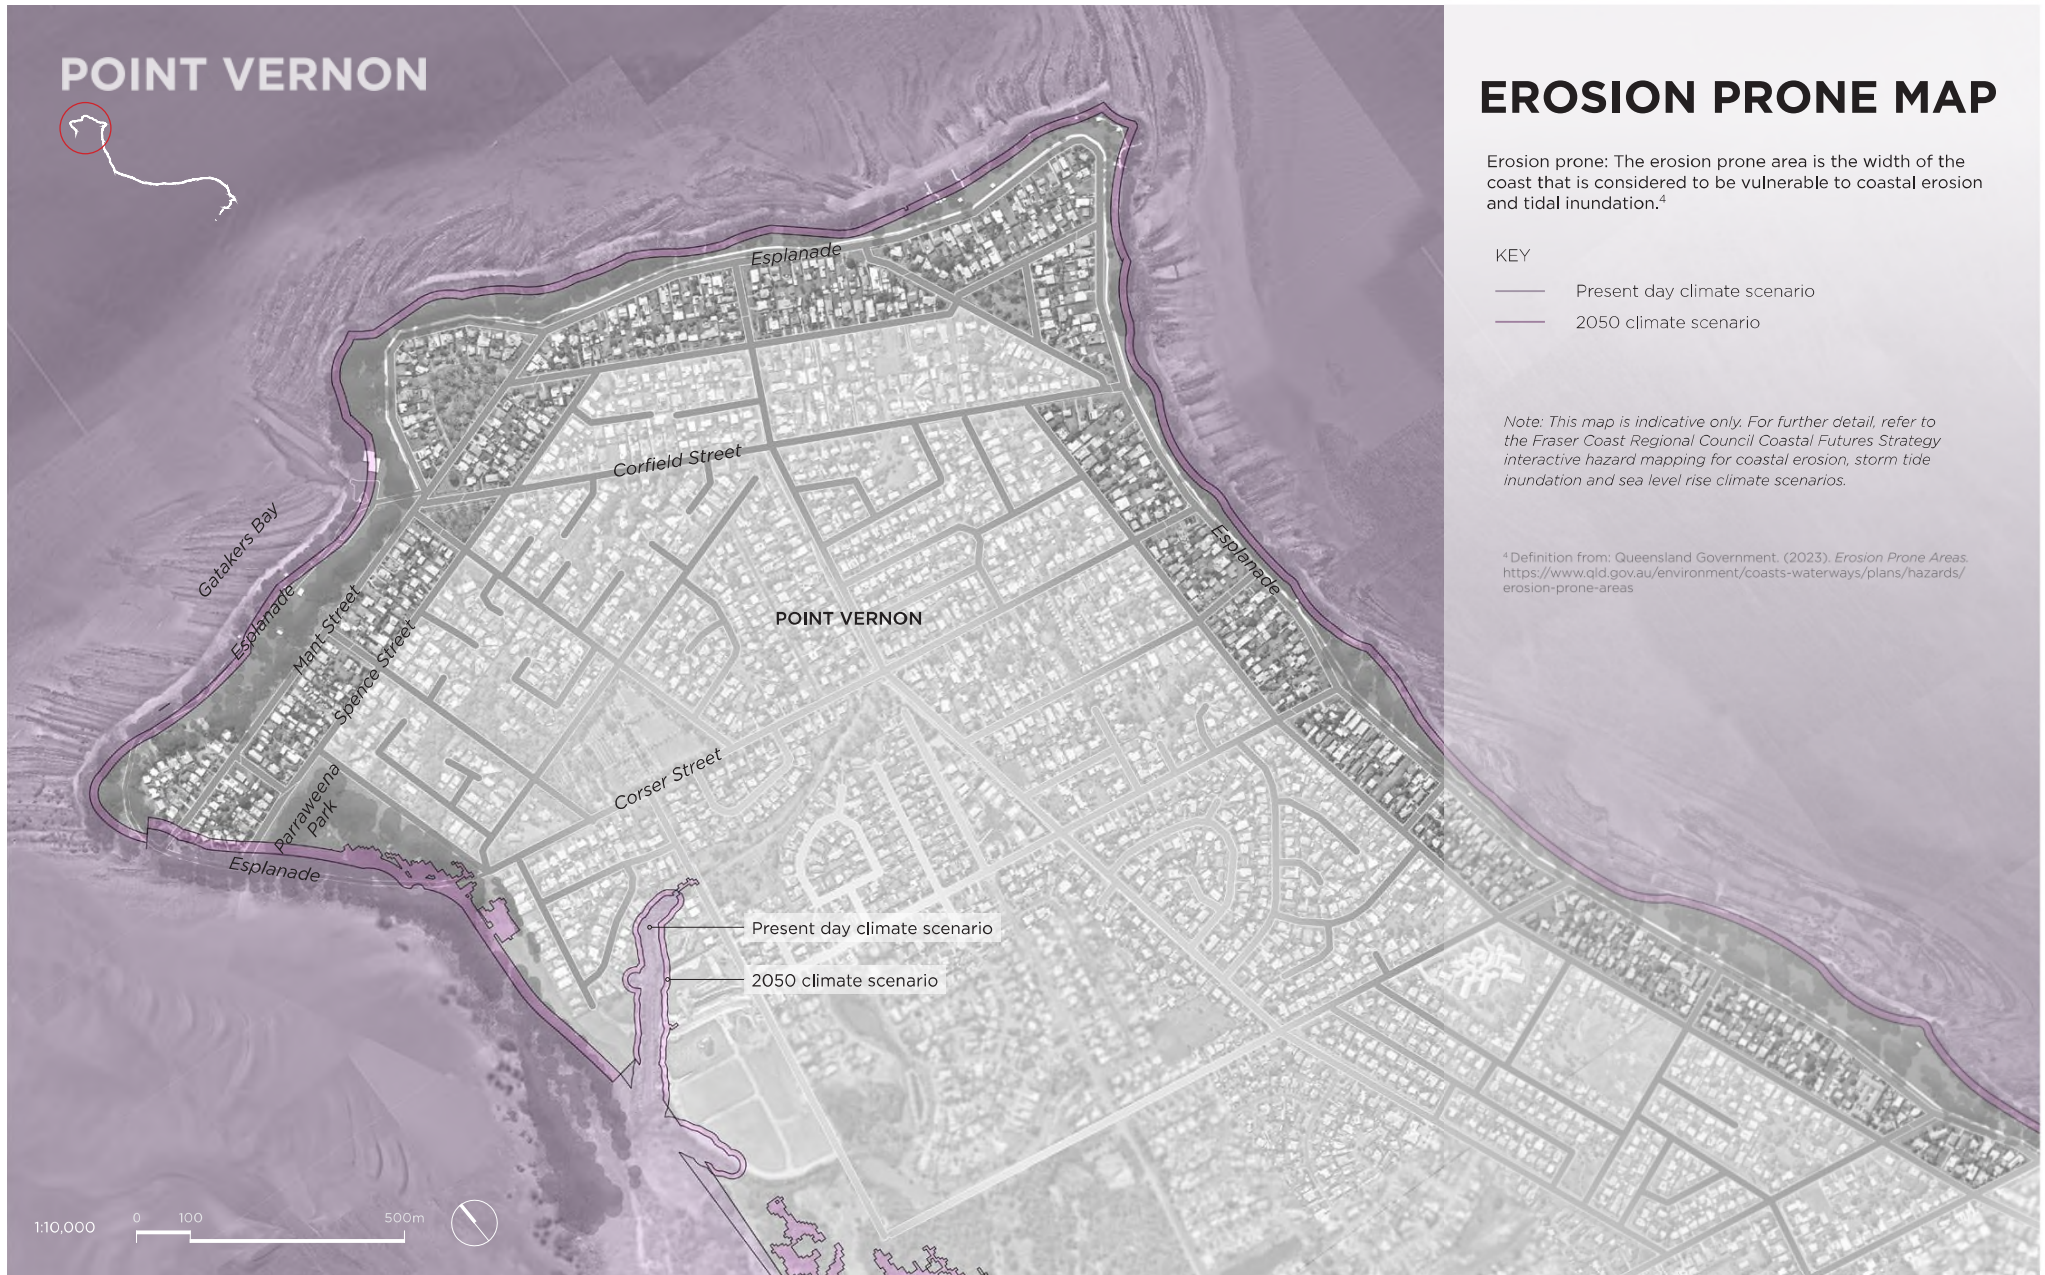 POINT VERNON
EROSION PRONE MAP
Erosion prone: The erosion prone area is the width of the
coast that is considered to be vulnerable to coastal erosion
and tidal inundation.4
KEY
Present day climate scenario
2050 climate scenario
Note: This map is indicative only. For further detail, refer to
the Fraser Coast Regional Council Coastal Futures Strategy
interactive hazard mapping for coastal erosion, storm tide
inundation and sea level rise climate scenarios.
4 Definition from: Queensland Government. (2023). Erosion Prone Areas.
https://www.qld.gov.au/environment/coasts-waterways/plans/hazards/
erosion-prone-areas
Esplanade
Corfield Street
Gatakers Bay
Esplanade
Mant Street
Spence Street
Esplanade
POINT VERNON
Corser Street
Parraweena
Park
Esplanade
Present day climate scenario
2050 climate scenario
1:10,000
0 100 500m